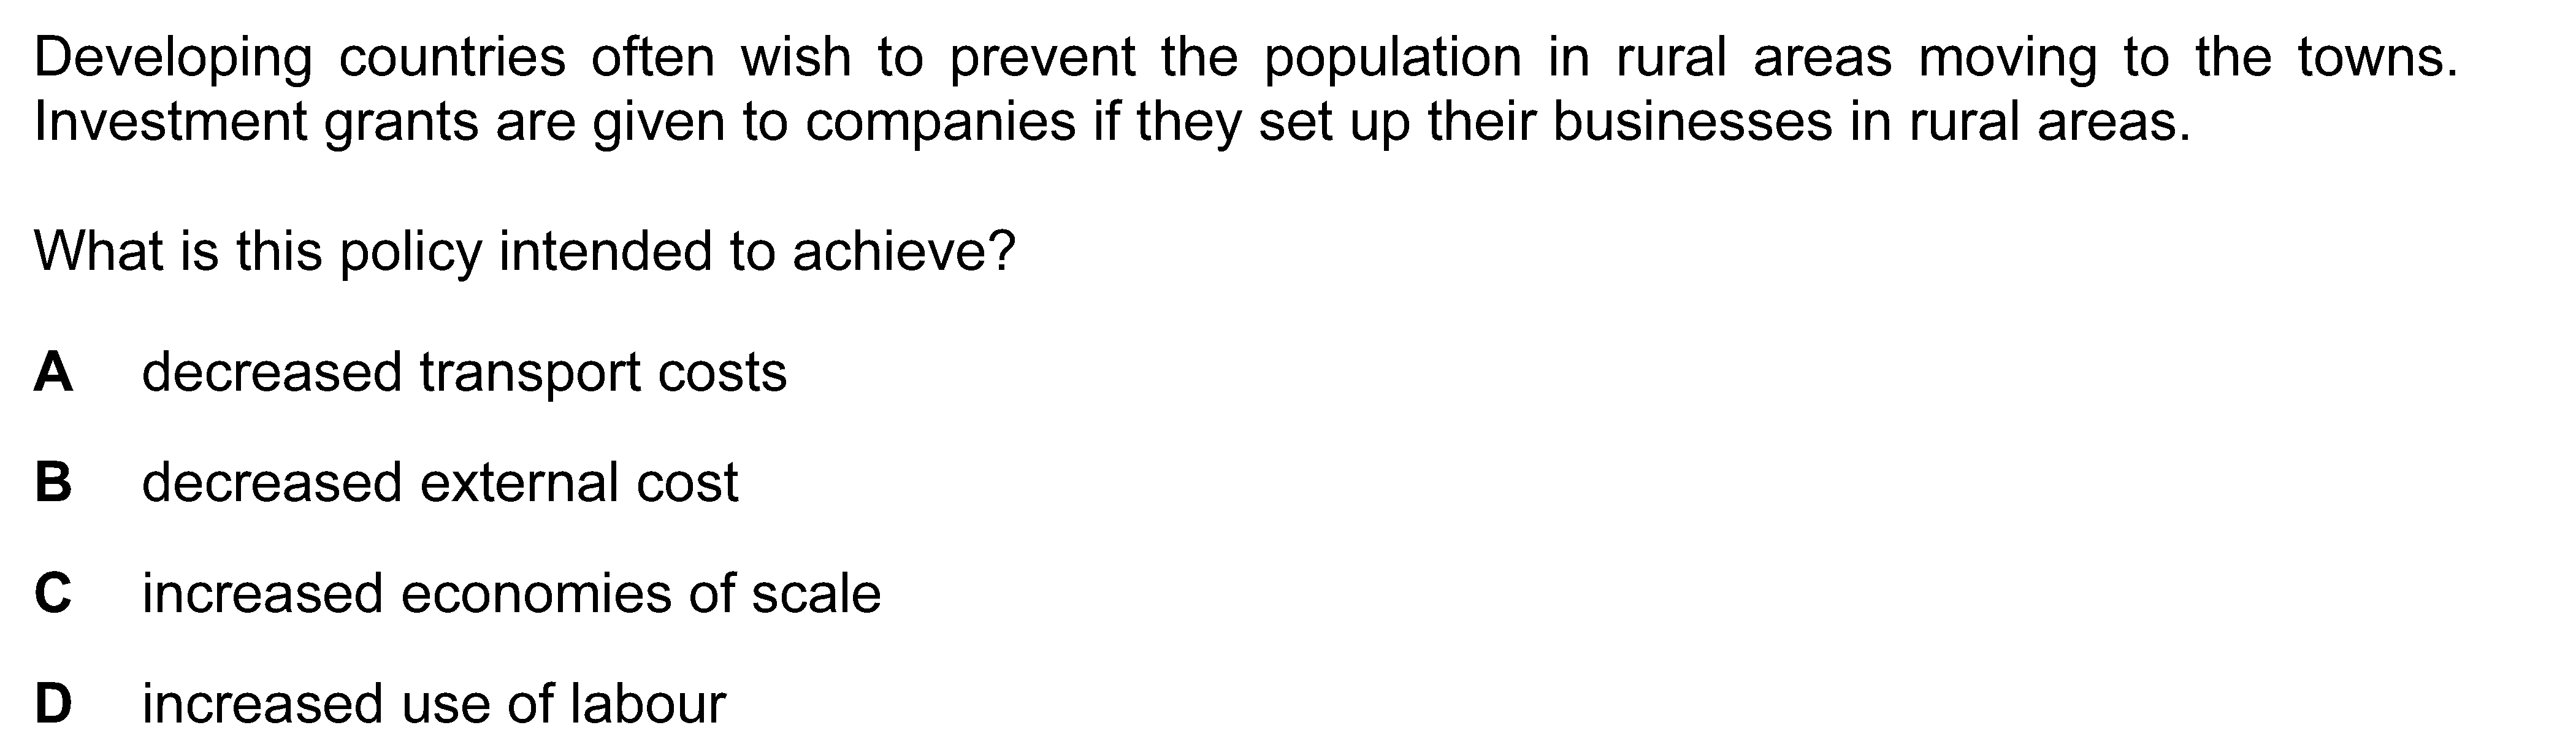 Developing countries often wish to prevent the population in rural areas moving to the towns.
Investment grants are given to companies if they set up their businesses in rural areas.
What is this policy intended to achieve?
A decreased transport costs
B decreased external cost
C increased economies of scale
D increased use of labour